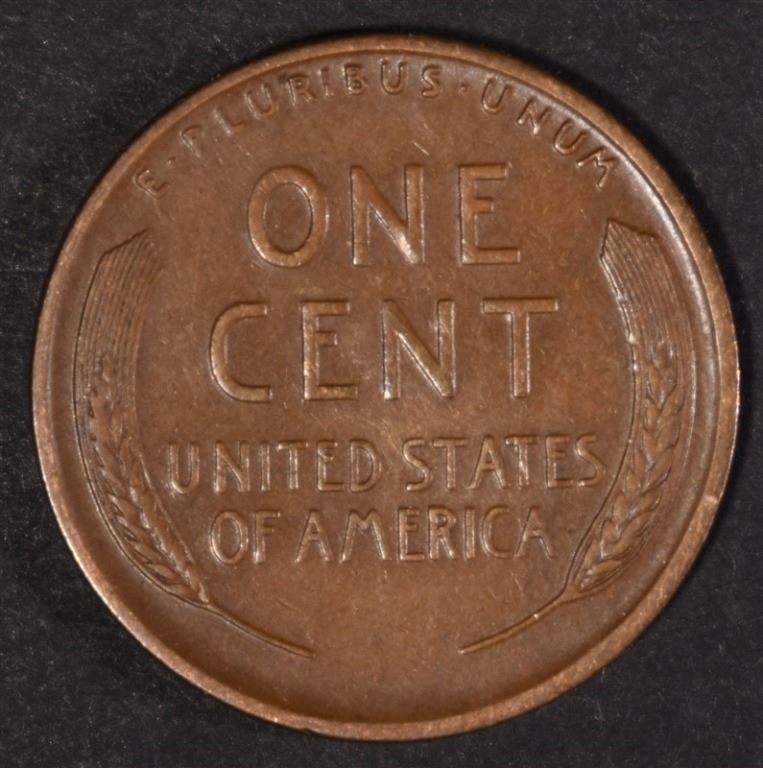 E·PLURIBUS·UNUM
ONE
CENT
UNITED STATES
OF AMERICA